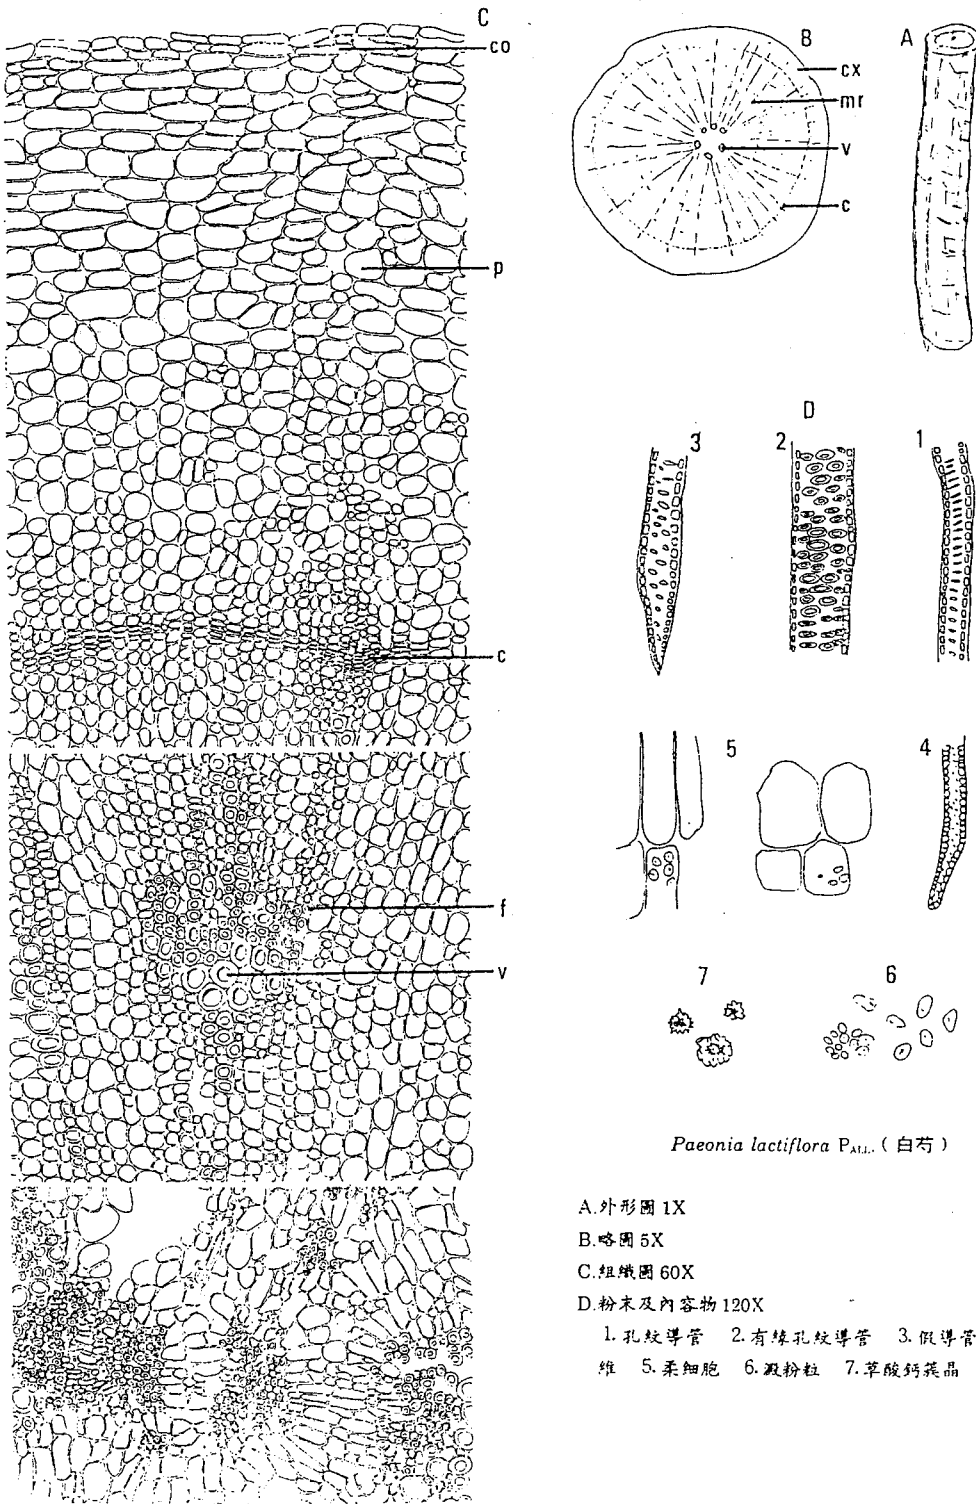 C
co
p
c
f
v
B
cx
mr
v
c
A
D
3
2
1
5
4
7
6
Paeonia lactiflora PALL. ( 白芍 )
A.外形圖 1X
B.略圖 5X
C.組織圖 60X
D.粉末及內容物 120X
1. 孔紋導管 2. 有緣孔紋導管 3. 假導管
維 5. 柔細胞 6. 澱粉粒 7. 草酸鈣簇晶